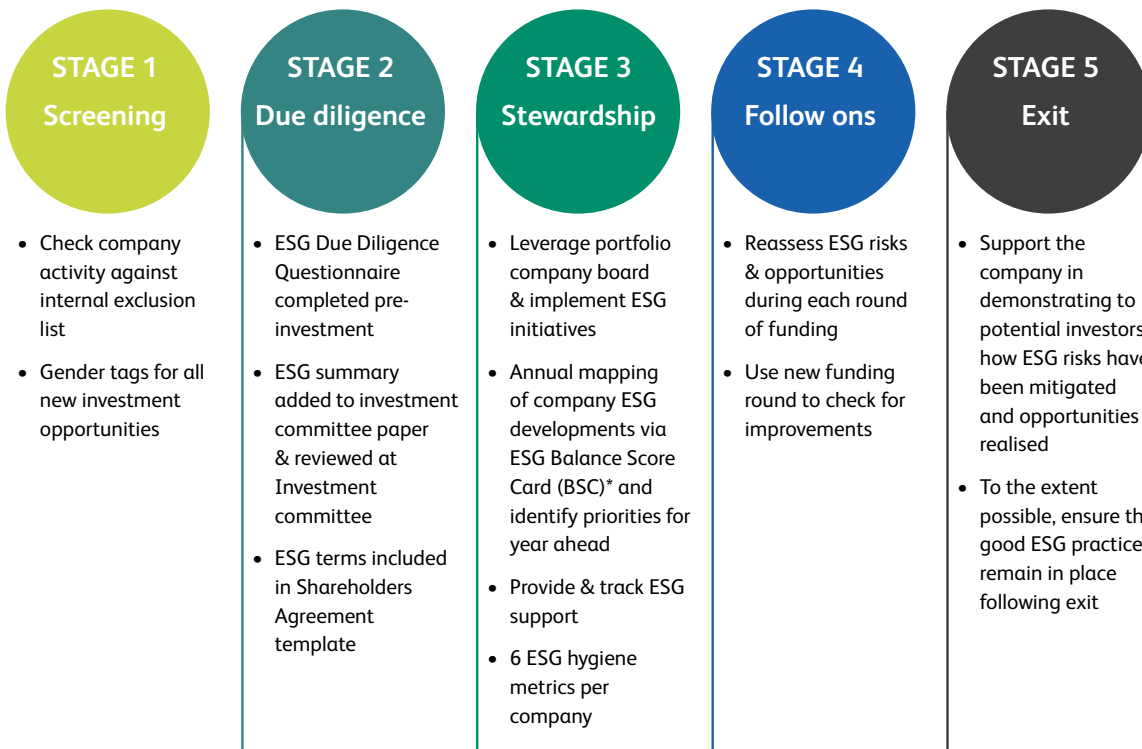 STAGE 1
Screening
• Check company
activity against
internal exclusion
list
• Gender tags for all
new investment
opportunities
STAGE 2
Due diligence
• ESG Due Diligence
Questionnaire
completed pre-
investment
• ESG summary
added to investment
committee paper
& reviewed at
Investment
committee
• ESG terms included
in Shareholders
Agreement
template
STAGE 3
Stewardship
• Leverage portfolio
company board
& implement ESG
initiatives
• Annual mapping
of company ESG
developments via
ESG Balance Score
Card (BSC)* and
identify priorities for
year ahead
• Provide & track ESG
support
• 6 ESG hygiene
metrics per
company
STAGE 4
Follow ons
• Reassess ESG risks
& opportunities
during each round
of funding
• Use new funding
round to check for
improvements
STAGE 5
Exit
• Support the
company in
demonstrating to
potential investors
how ESG risks have
been mitigated
and opportunities
realised
• To the extent
possible, ensure th
good ESG practice
remain in place
following exit